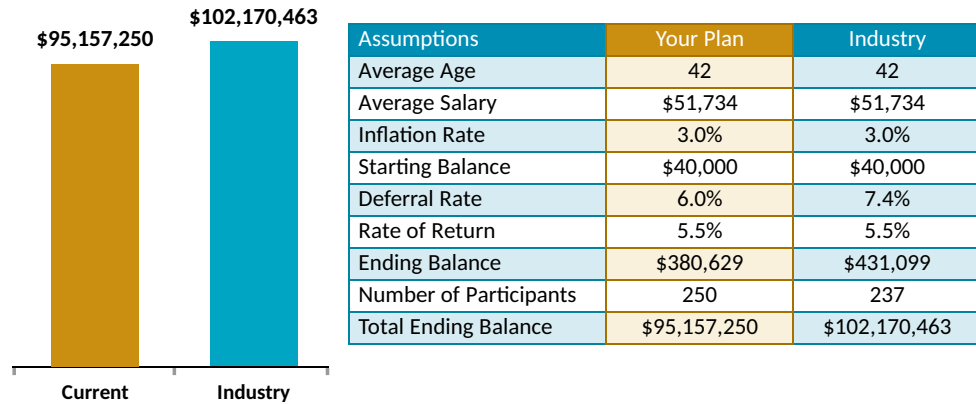 $95,157,250
$102,170,463
Current
Industry
Assumptions Your Plan Industry
Average Age 42 42
Average Salary $51,734 $51,734
Inflation Rate 3.0% 3.0%
Starting Balance $40,000 $40,000
Deferral Rate 6.0% 7.4%
Rate of Return 5.5% 5.5%
Ending Balance $380,629 $431,099
Number of Participants 250 237
Total Ending Balance $95,157,250 $102,170,463